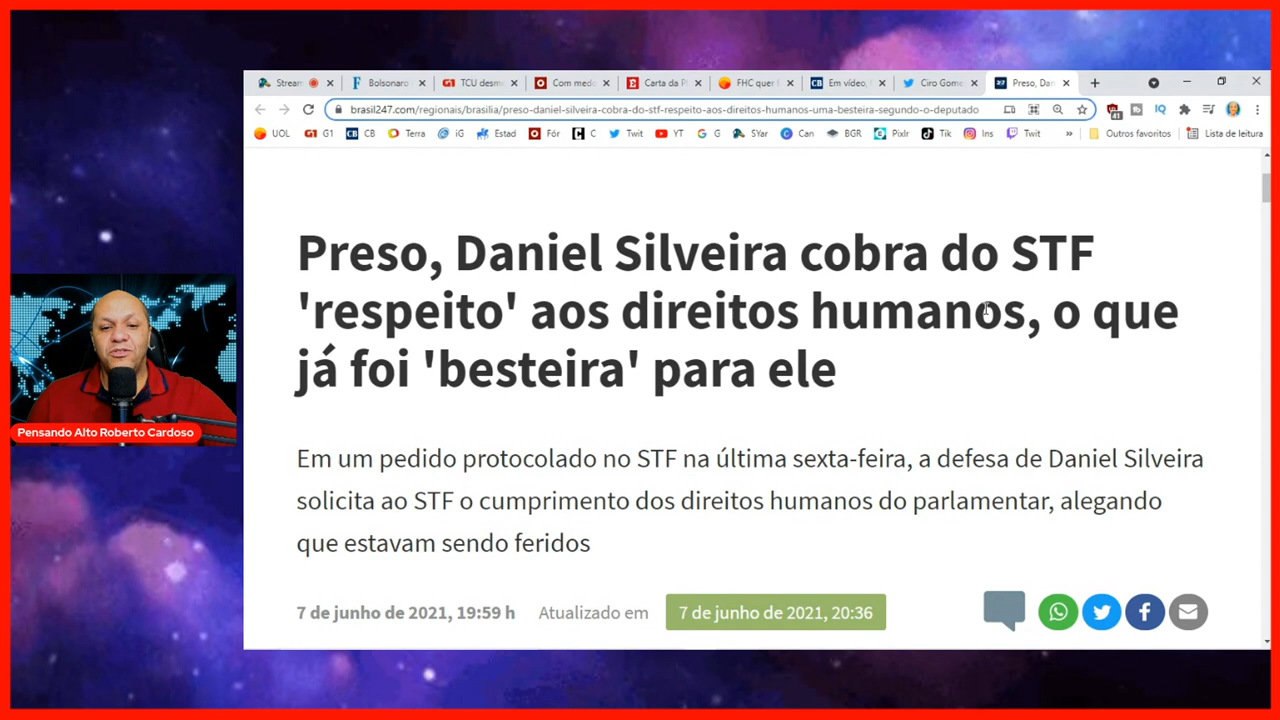 Stream
Bolsonaro
TCU desm
Com mede
Carta da P
FHC quer f
Em vídeo,
Ciro Gome
Preso, Dan
brasil247.com/regionais/brasilia/preso-daniel-silveira-cobra-do-stf-respeito-aos-direitos-humanos-uma-besteira-segundo-o-deputado
UOL G1 CB Terra iG Estad Fór C Twit YT G SYar Can BGR Pixlr Tik Ins Twit » Outros favoritos Lista de leitura
Preso, Daniel Silveira cobra do STF
'respeito' aos direitos humanos, o que
já foi 'besteira' para ele
Em um pedido protocolado no STF na última sexta-feira, a defesa de Daniel Silveira
solicita ao STF o cumprimento dos direitos humanos do parlamentar, alegando
que estavam sendo feridos
7 de junho de 2021, 19:59 h Atualizado em 7 de junho de 2021, 20:36
Pensando Alto Roberto Cardoso